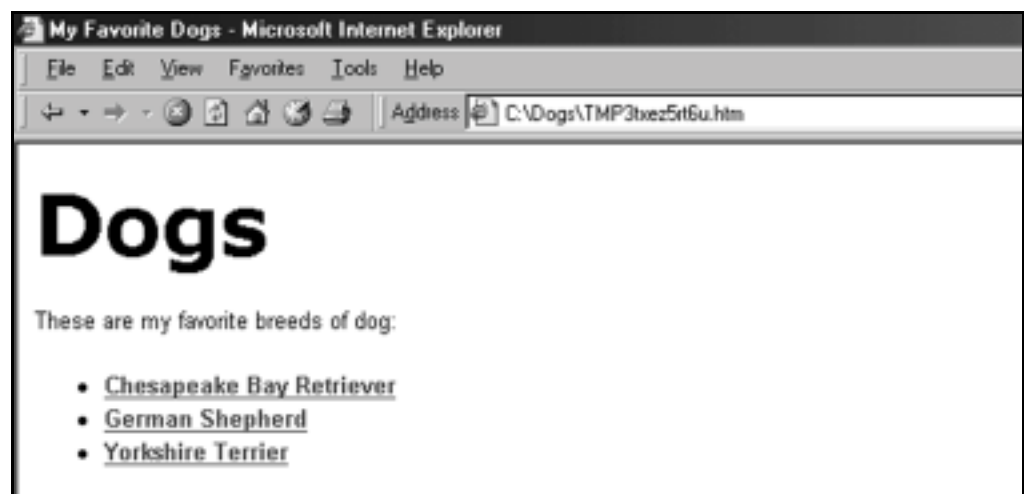 My Favorite Dogs - Microsoft Internet Explorer
File Edit View Favorites Tools Help
Address C:\Dogs\TMP3txez5rt6u.htm
Dogs
These are my favorite breeds of dog:
• Chesapeake Bay Retriever
• German Shepherd
• Yorkshire Terrier